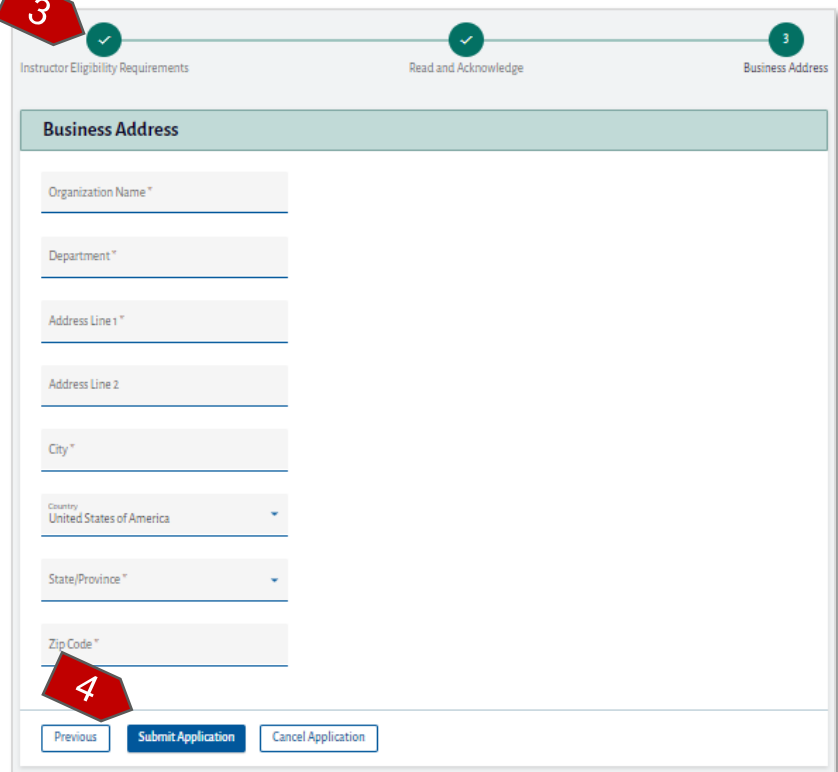 3
3
Instructor Eligibility Requirements
Read and Acknowledge
Business Address
Business Address
Organization Name *
Department *
Address Line 1 *
Address Line 2
City *
Country
United States of America
State/Province *
Zip Code *
4
Previous
Submit Application
Cancel Application